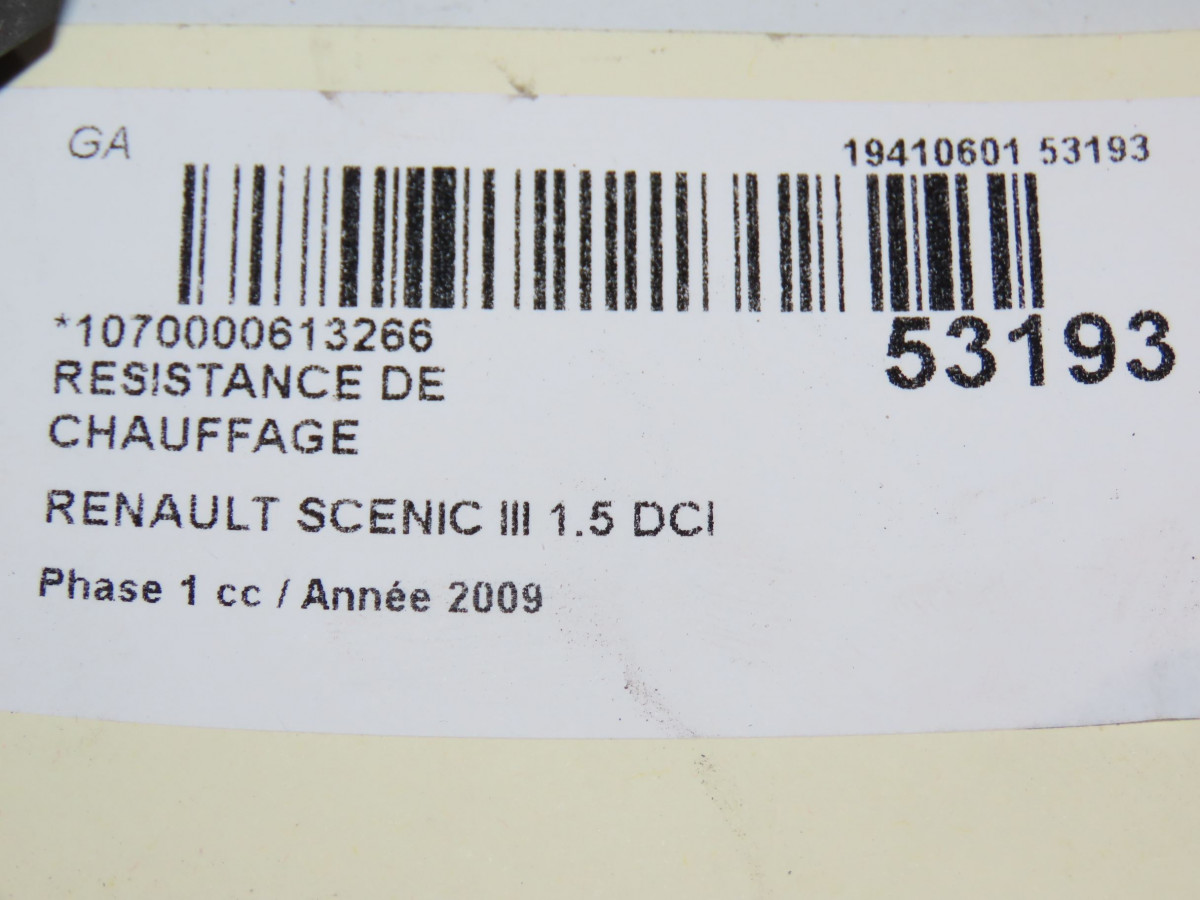 GA
19410601 53193
*1070000613266
53193
RESISTANCE DE
CHAUFFAGE
RENAULT SCENIC III 1.5 DCI
Phase 1 cc / Année 2009